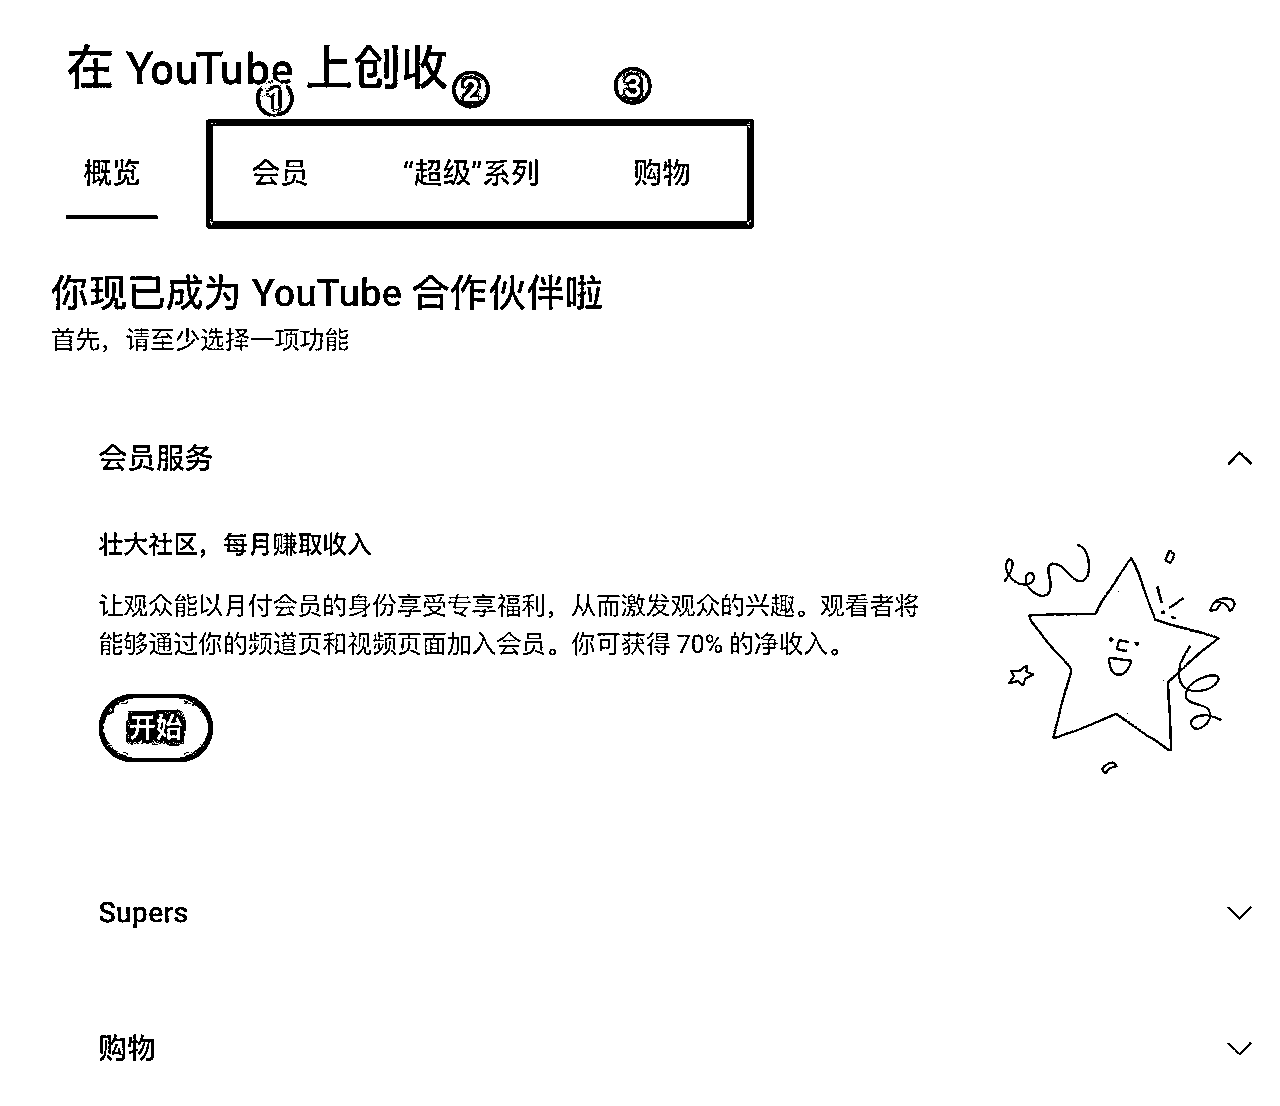 在 YouTube 上创收
① ② ③
概览 会员 “超级”系列 购物
你现已成为 YouTube 合作伙伴啦
首先，请至少选择一项功能
会员服务
壮大社区，每月赚取收入
让观众能以月付会员的身份享受专享福利，从而激发观众的兴趣。观看者将
能够通过你的频道页和视频页面加入会员。你可获得 70% 的净收入。
开始
Supers
购物